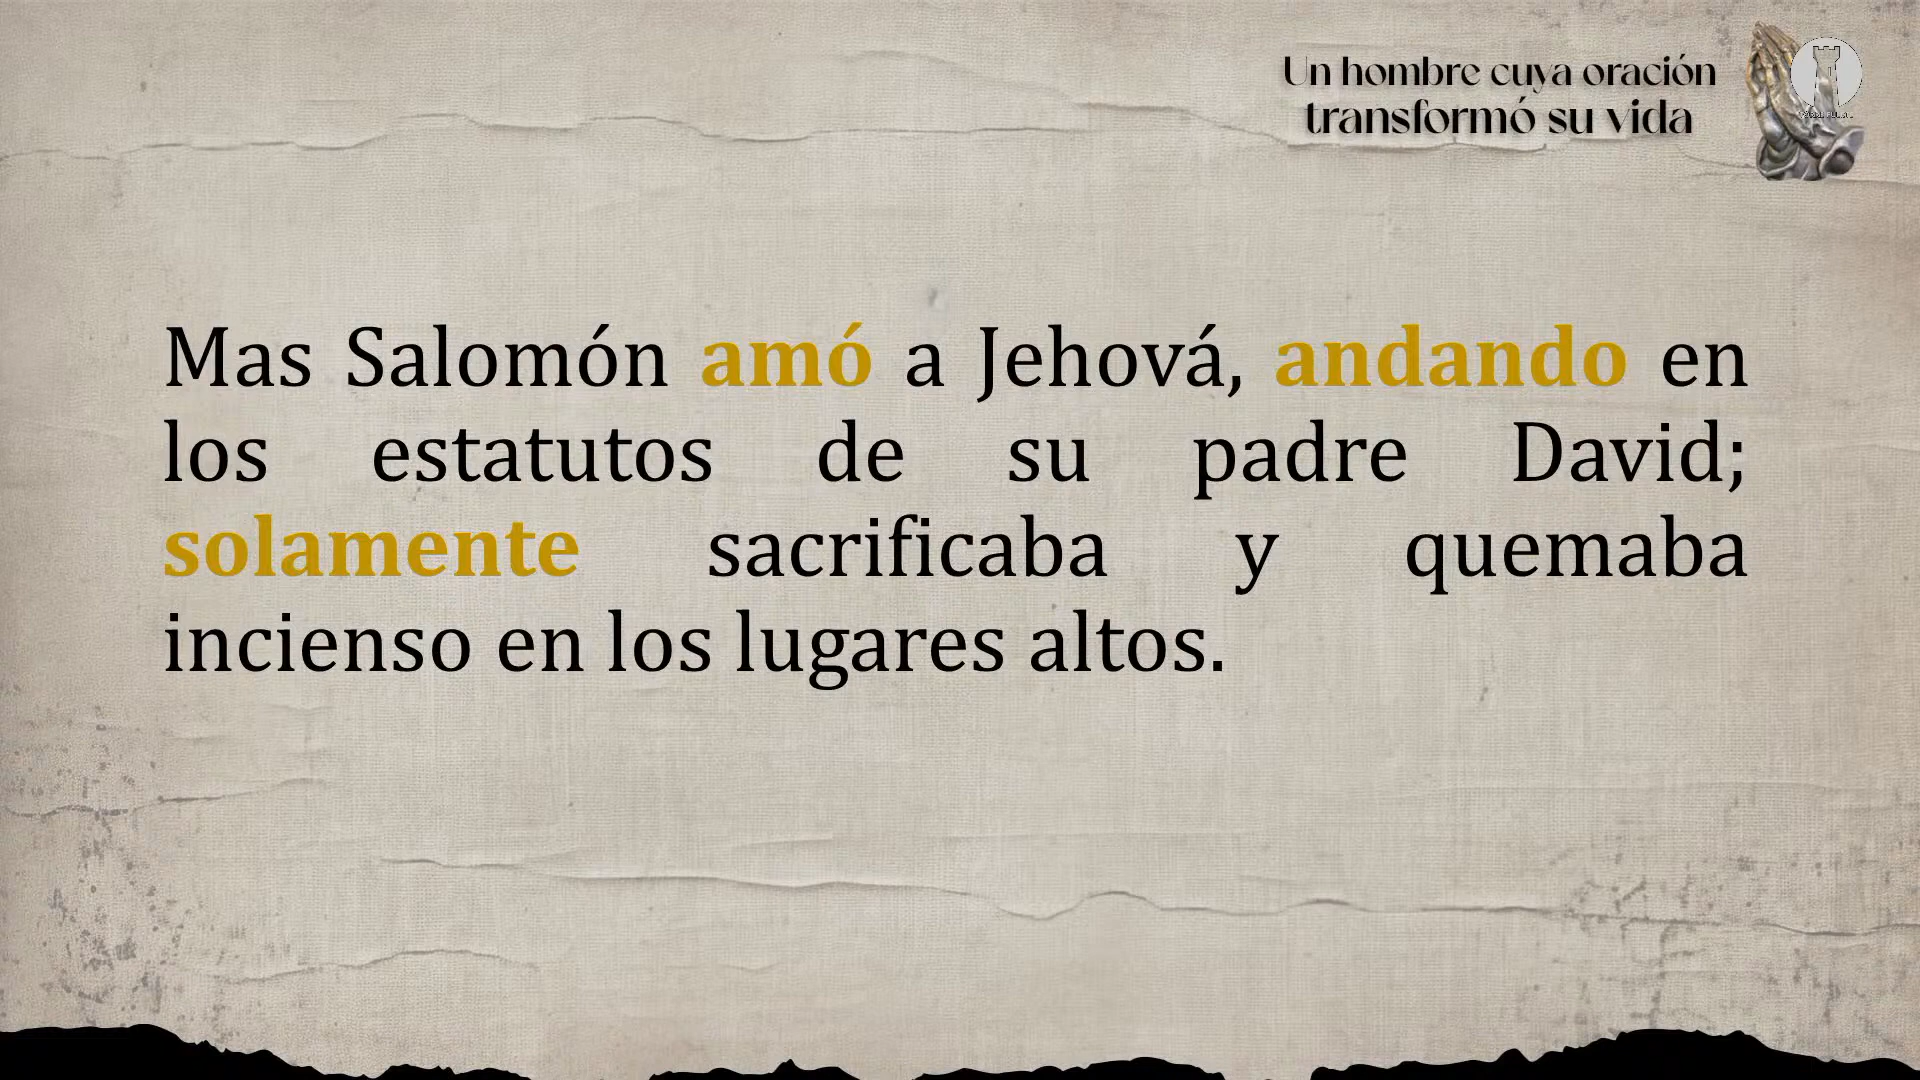 Un hombre cuya oración
transformó su vida
Mas Salomón amó a Jehová, andando en
los estatutos de su padre David;
solamente sacrificaba y quemaba
incienso en los lugares altos.